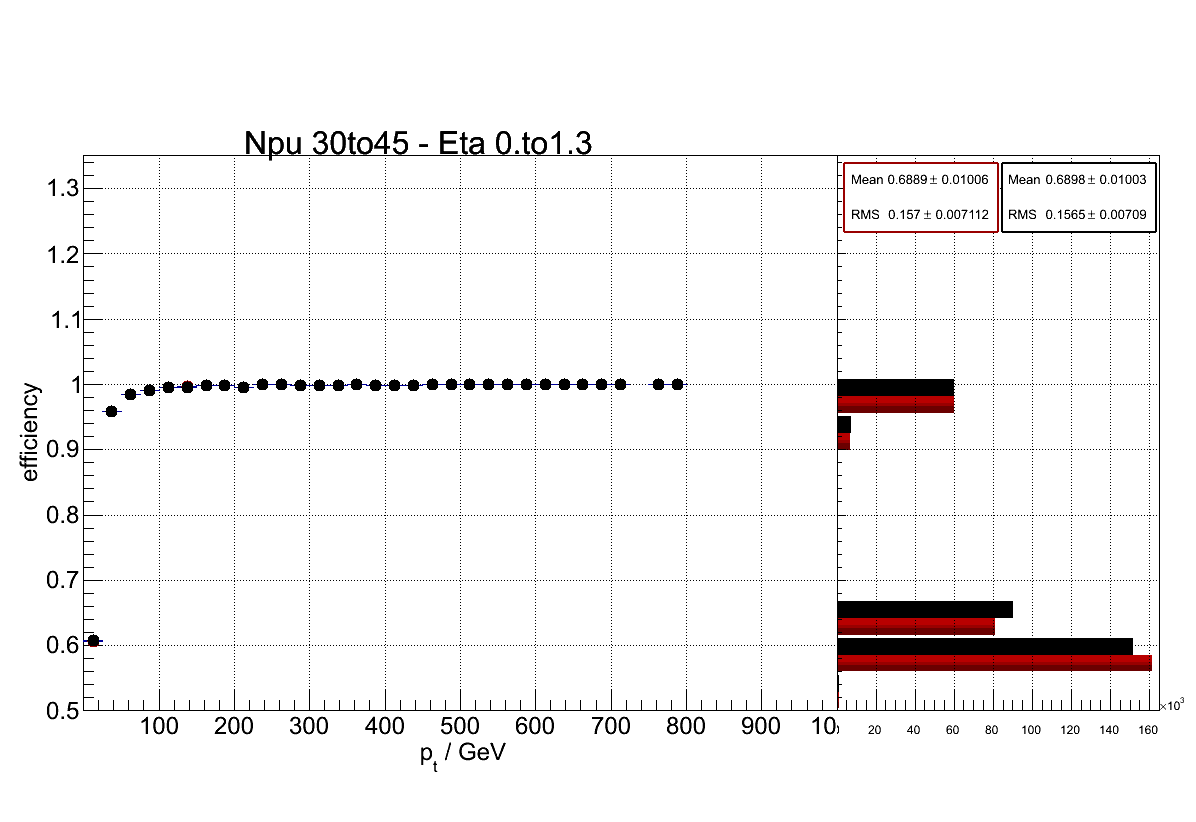 Npu 30to45 - Eta 0.to1.3
Mean 0.6889 ± 0.01006
RMS 0.157 ± 0.007112
Mean 0.6898 ± 0.01003
RMS 0.1565 ± 0.00709
efficiency
1.3
1.2
1.1
1
0.9
0.8
0.7
0.6
0.5
100 200 300 400 500 600 700 800 900
20 40 60 80 100 120 140 160
×10³
p_t / GeV